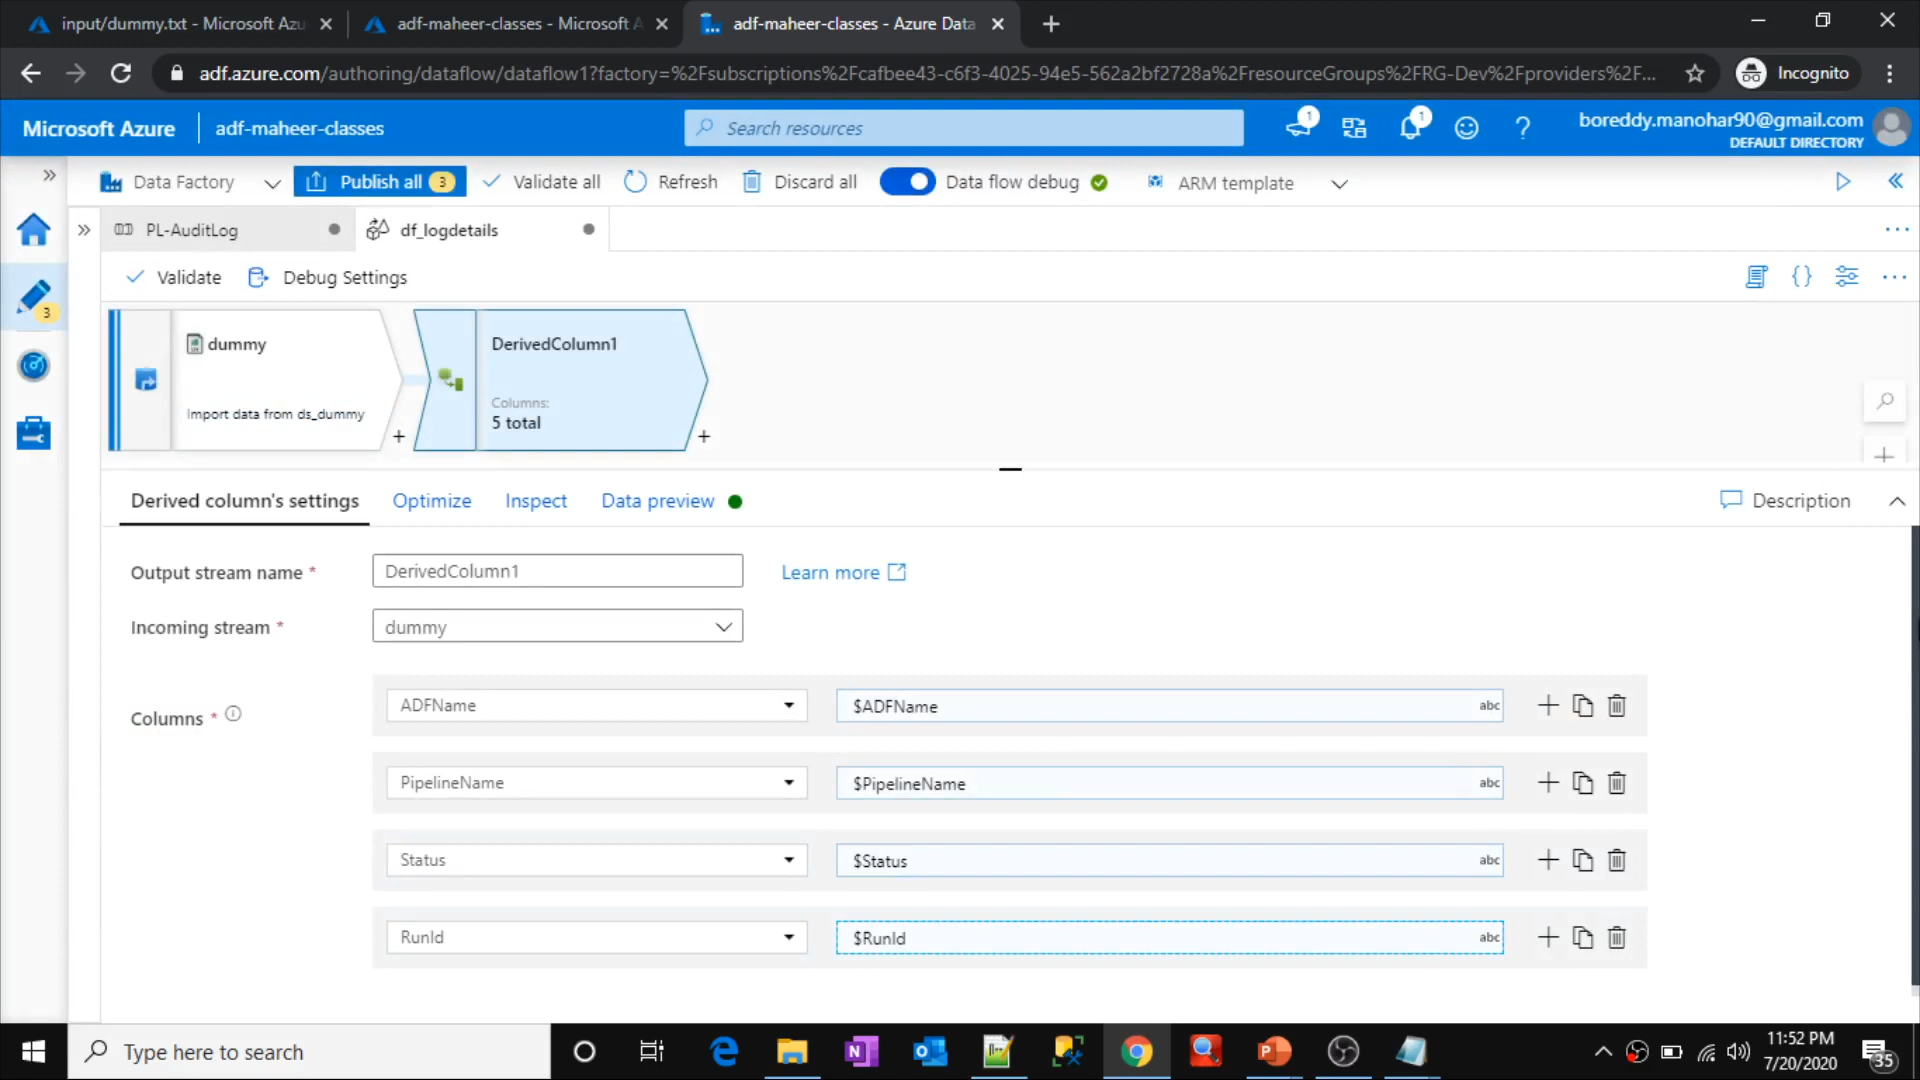 input/dummy.txt - Microsoft Azu
adf-maheer-classes - Microsoft A
adf-maheer-classes - Azure Data
adf.azure.com/authoring/dataflow/dataflow1?factory=%2Fsubscriptions%2Fcafbee43-c6f3-4025-94e5-562a2bf2728a%2FresourceGroups%2FRG-Dev%2Fproviders%2F...
Incognito
Microsoft Azure
adf-maheer-classes
Search resources
1
1
boreddy.manohar90@gmail.com
DEFAULT DIRECTORY
Data Factory
Publish all 3
Validate all
Refresh
Discard all
Data flow debug
ARM template
PL-AuditLog
df_logdetails
Validate
Debug Settings
3
dummy
Import data from ds_dummy
DerivedColumn1
Columns:
5 total
Derived column's settings
Optimize
Inspect
Data preview
Description
Output stream name *
DerivedColumn1
Learn more
Incoming stream *
dummy
Columns *
ADFName
$ADFName
abc
PipelineName
$PipelineName
abc
Status
$Status
abc
RunId
$RunId
abc
Type here to search
11:52 PM
7/20/2020
35